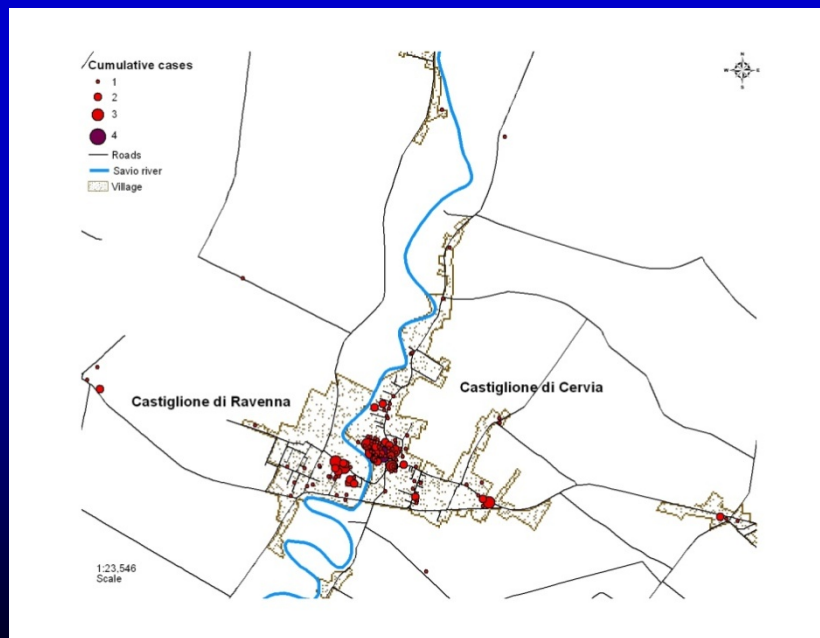 Cumulative cases
1
2
3
4
Roads
Savio river
Village
N
W E
S
Castiglione di Ravenna
Castiglione di Cervia
1:23,546
Scale